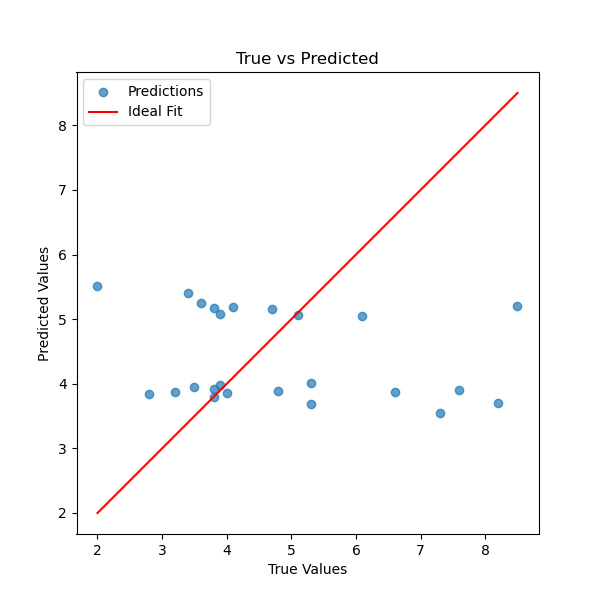 True vs Predicted
Predictions
Ideal Fit
8
7
6
5
4
3
2
Predicted Values
2 3 4 5 6 7 8
True Values